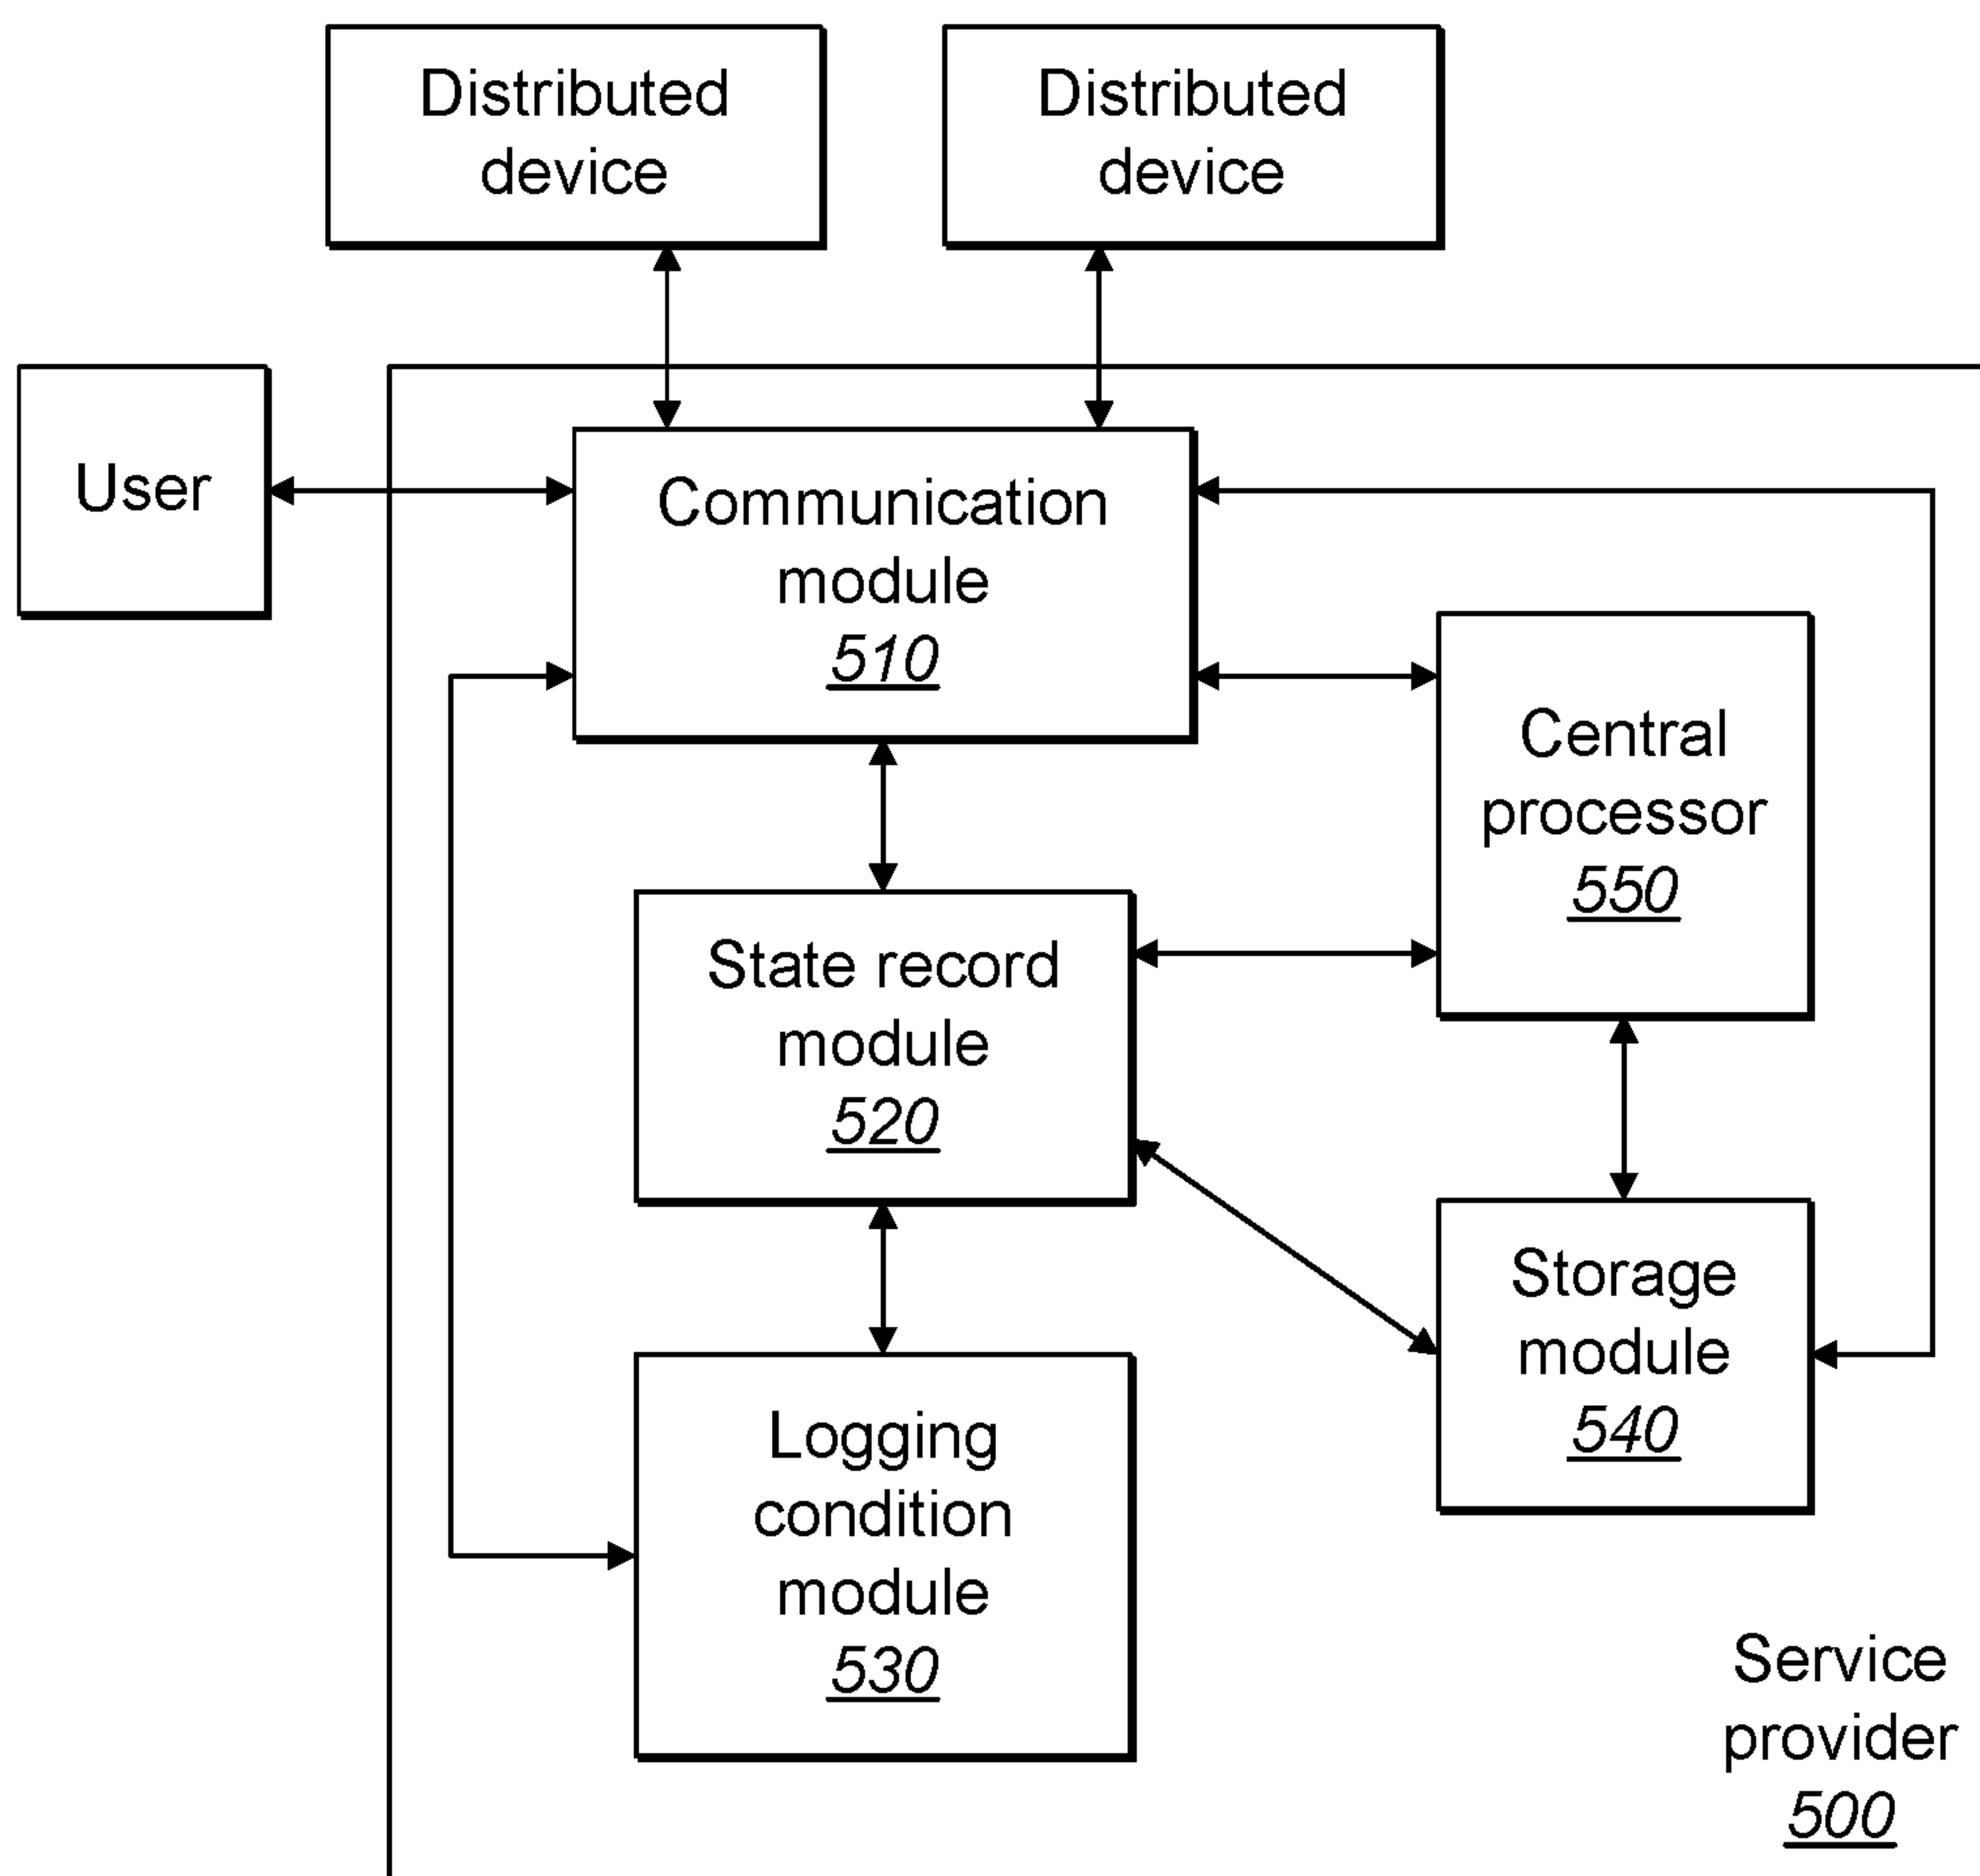 Distributed
device
Distributed
device
User
Communication
module
510
Central
processor
550
State record
module
520
Storage
module
540
Logging
condition
module
530
Service
provider
500